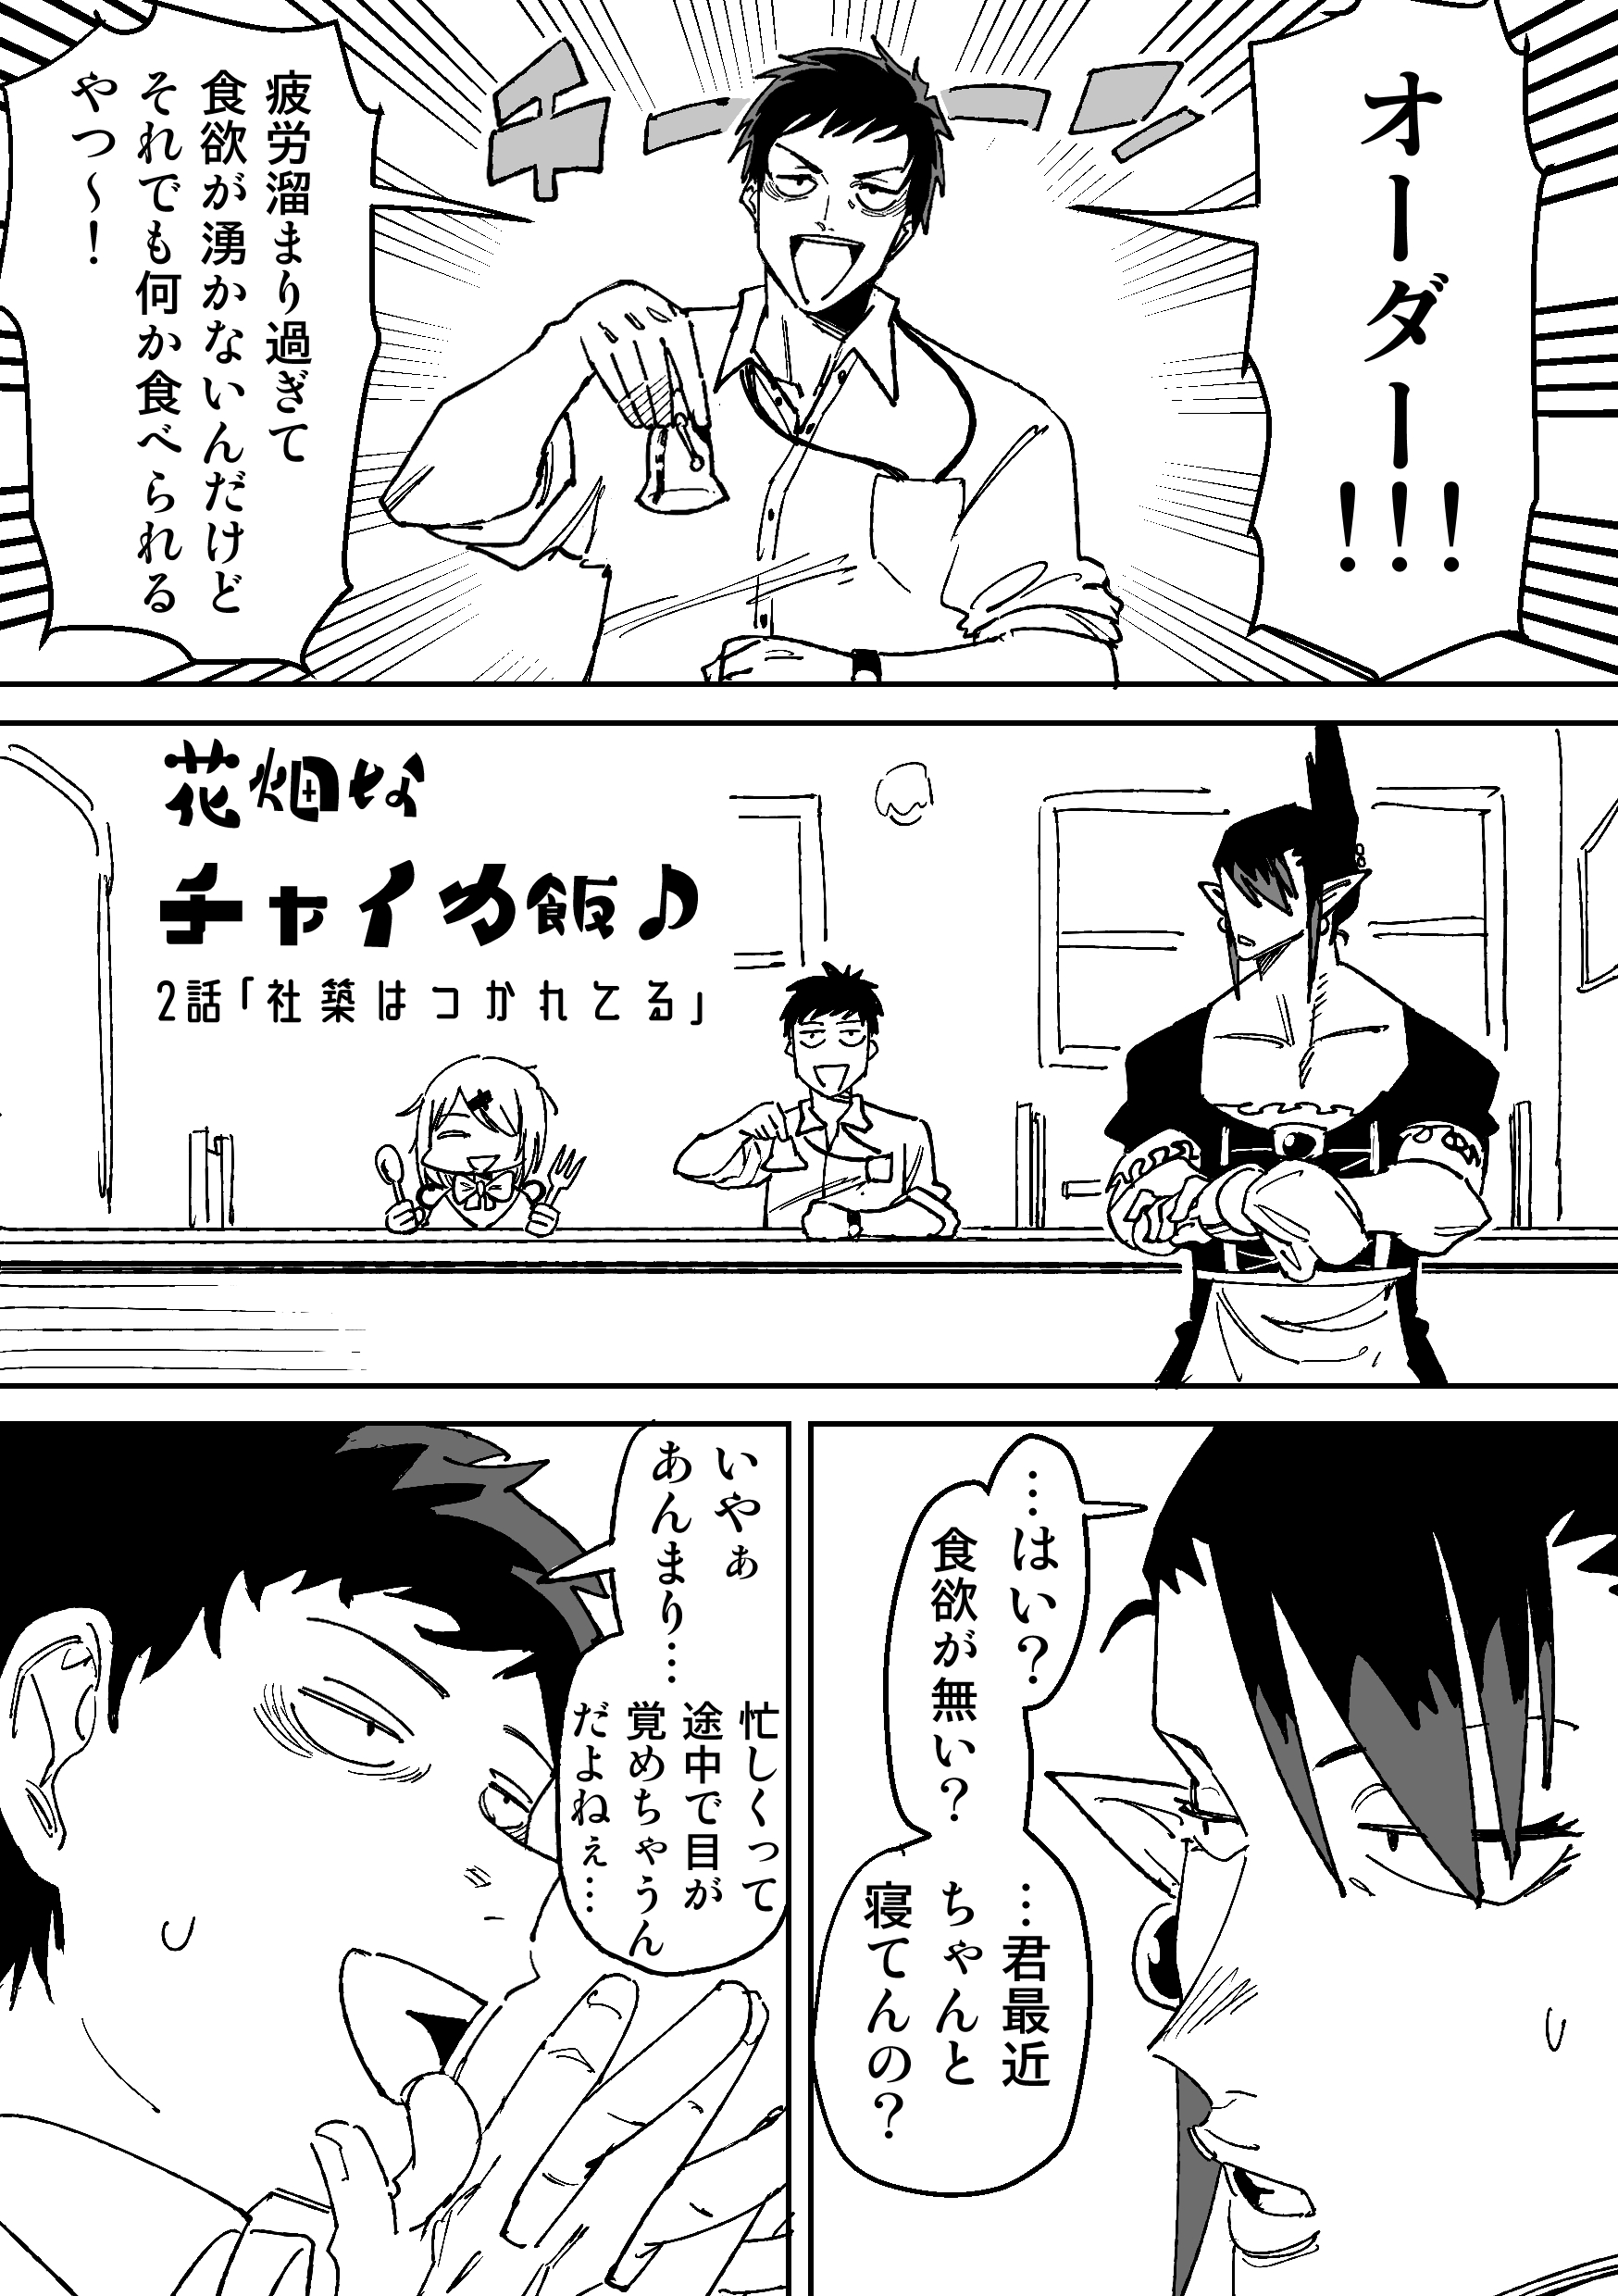 オーダー!!!
疲労溜まり過ぎて
食欲が湧かないんだけど
それでも何か食べられる
やつ~!
チーン
花畑な
チャイカ飯♪
2話「社築はつかれてる」
…はい?
食欲が無い?
…君最近
ちゃんと
寝てんの?
いやぁ
あんまり…
忙しくって
途中で目が
覚めちゃうん
だよねぇ…